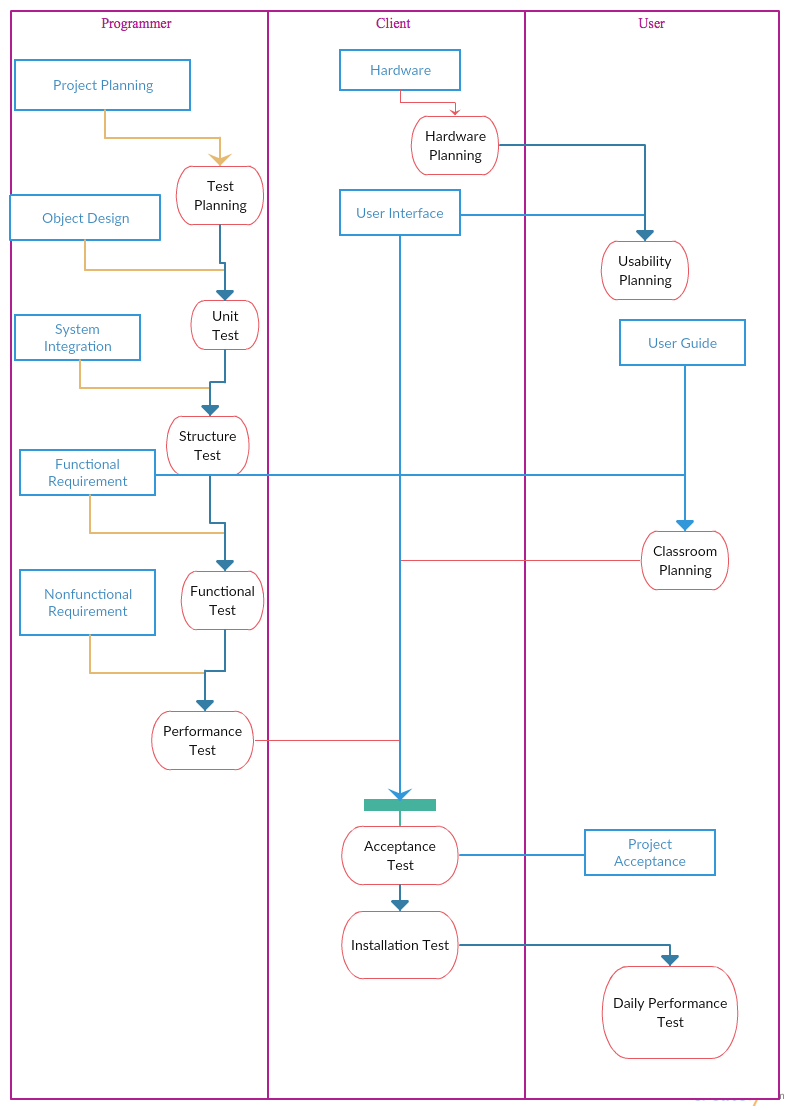 Programmer
Client
User
Project Planning
Hardware
Hardware
Planning
Test
Planning
Object Design
User Interface
Usability
Planning
Unit
Test
System
Integration
User Guide
Structure
Test
Functional
Requirement
Classroom
Planning
Functional
Test
Nonfunctional
Requirement
Performance
Test
Acceptance
Test
Project
Acceptance
Installation Test
Daily Performance
Test